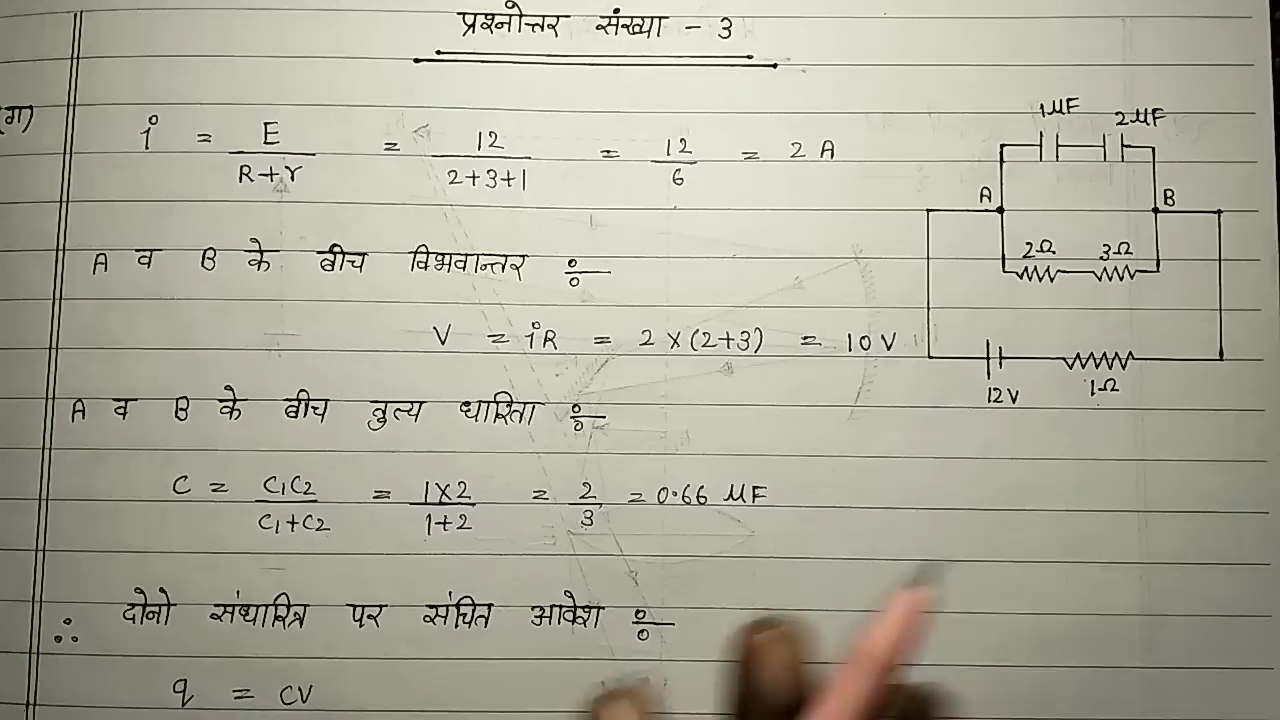 प्रश्नोत्तर संख्या - 3
(ग)
i = E / R+r = 12 / 2+3+1 = 12 / 6 = 2 A
A व B के बीच विभवान्तर ÷
V = iR = 2 × (2+3) = 10 V
A व B के बीच तुल्य धारिता ÷
C = C1C2 / C1+C2 = 1×2 / 1+2 = 2 / 3 = 0.66 μF
∴ दोनो संधारित्र पर संचित आवेश ÷
q = CV
1μF 2μF
A B
2Ω 3Ω
12V 1Ω